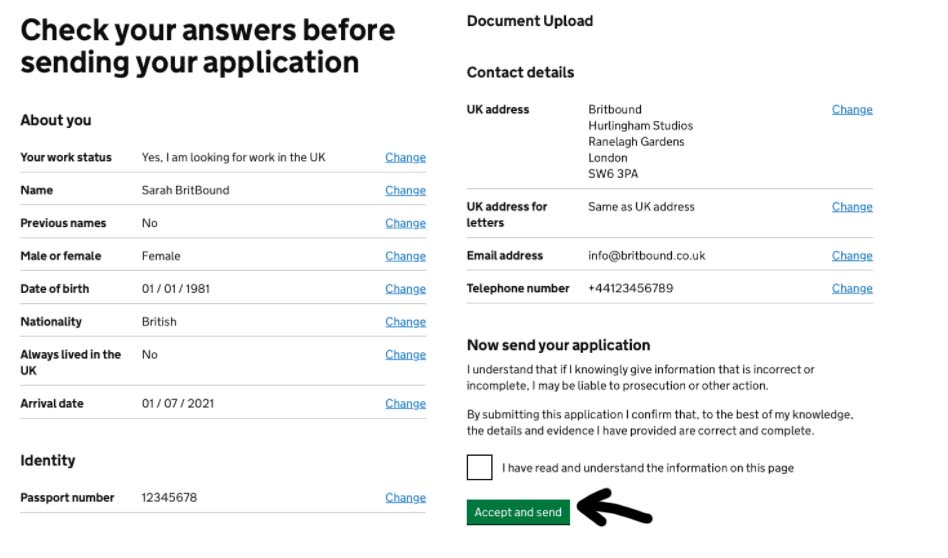 Check your answers before
sending your application
About you
Your work status Yes, I am looking for work in the UK Change
Name Sarah BritBound Change
Previous names No Change
Male or female Female Change
Date of birth 01 / 01 / 1981 Change
Nationality British Change
Always lived in the No Change
UK
Arrival date 01 / 07 / 2021 Change
Identity
Passport number 12345678 Change
Document Upload
Contact details
UK address Britbound Change
Hurlingham Studios
Ranelagh Gardens
London
SW6 3PA
UK address for Same as UK address Change
letters
Email address info@britbound.co.uk Change
Telephone number +44123456789 Change
Now send your application
I understand that if I knowingly give information that is incorrect or
incomplete, I may be liable to prosecution or other action.
By submitting this application I confirm that, to the best of my knowledge,
the details and evidence I have provided are correct and complete.
I have read and understand the information on this page
Accept and send